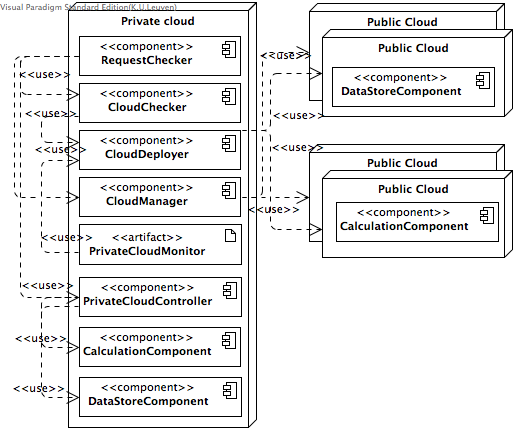 Visual Paradigm Standard Edition(K.U.Leuven)
Private cloud
<<component>>
RequestChecker
<<use>>
<<component>>
CloudChecker
<<component>>
CloudDeployer
<<use>>
<<component>>
CloudManager
<<artifact>>
PrivateCloudMonitor
<<use>>
<<component>>
PrivateCloudController
<<use>>
<<component>>
CalculationComponent
<<use>>
<<component>>
DataStoreComponent
<<use>>
Public Cloud
Public Cloud
<<component>>
DataStoreComponent
<<use>>
<<use>>
Public Cloud
Public Cloud
<<component>>
CalculationComponent
<<use>>